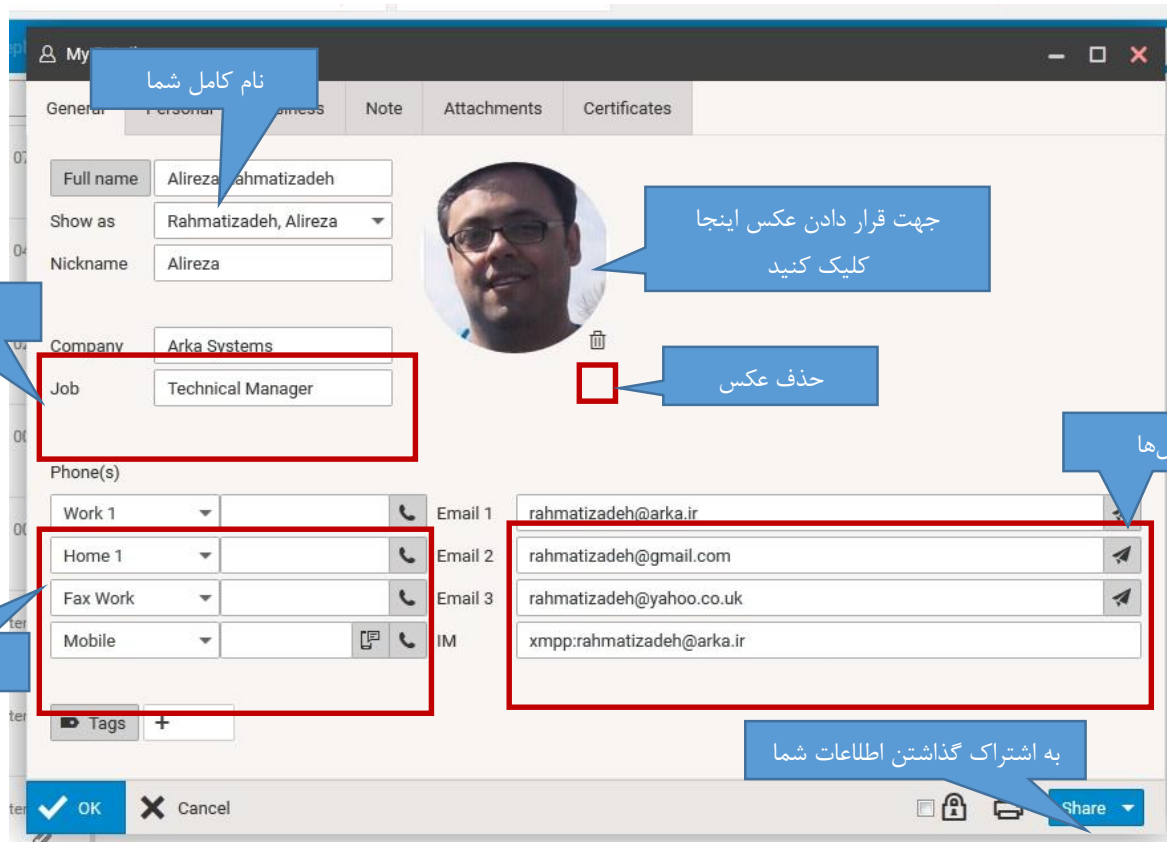 My
نام کامل شما
General
Note
Attachments
Certificates
Full name
Alireza
Show as
Rahmatizadeh, Alireza
Nickname
Alireza
جهت قرار دادن عکس اینجا
کلیک کنید
Company
Arka Systems
Job
Technical Manager
حذف عکس
Phone(s)
Work 1
Email 1
rahmatizadeh@arka.ir
Home 1
Email 2
rahmatizadeh@gmail.com
Fax Work
Email 3
rahmatizadeh@yahoo.co.uk
Mobile
IM
xmpp:rahmatizadeh@arka.ir
Tags +
به اشتراک گذاشتن اطلاعات شما
OK
Cancel
Share